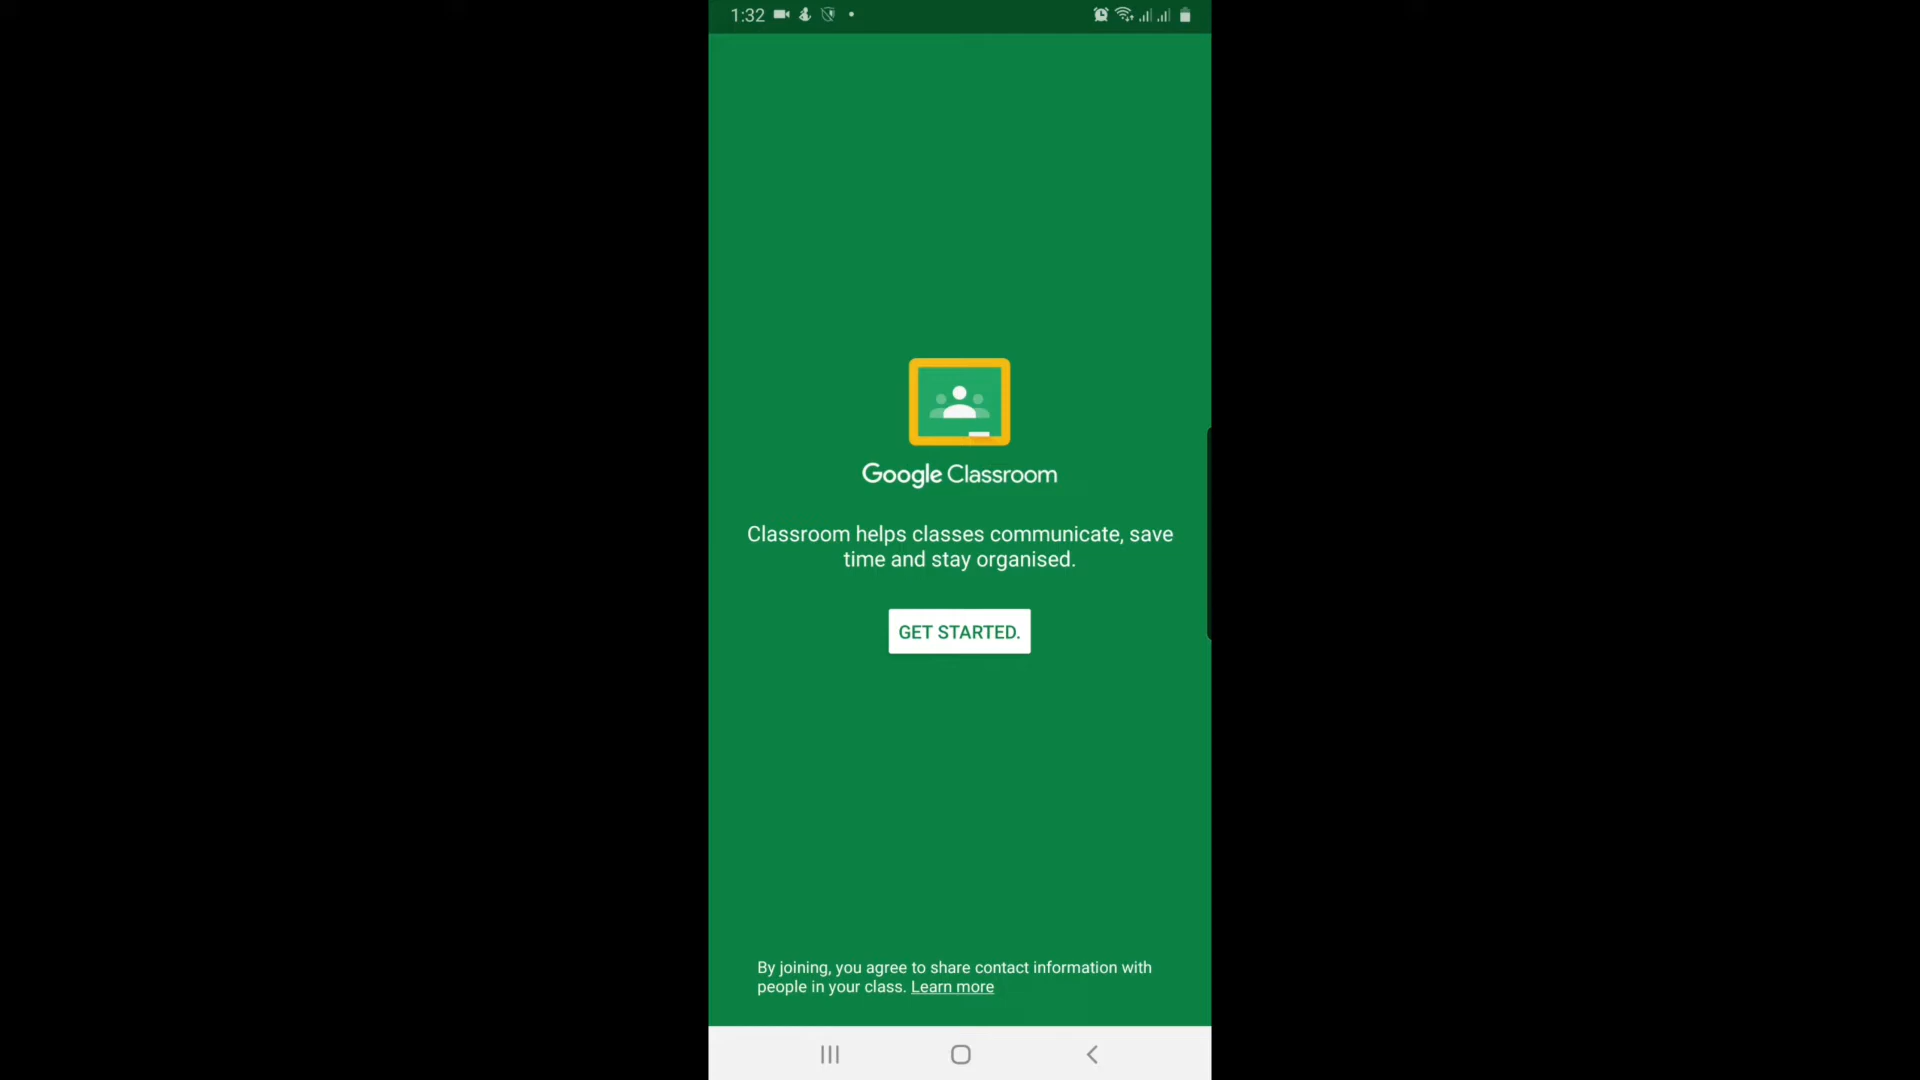 1:32
Google Classroom
Classroom helps classes communicate, save
time and stay organised.
GET STARTED.
By joining, you agree to share contact information with
people in your class. Learn more